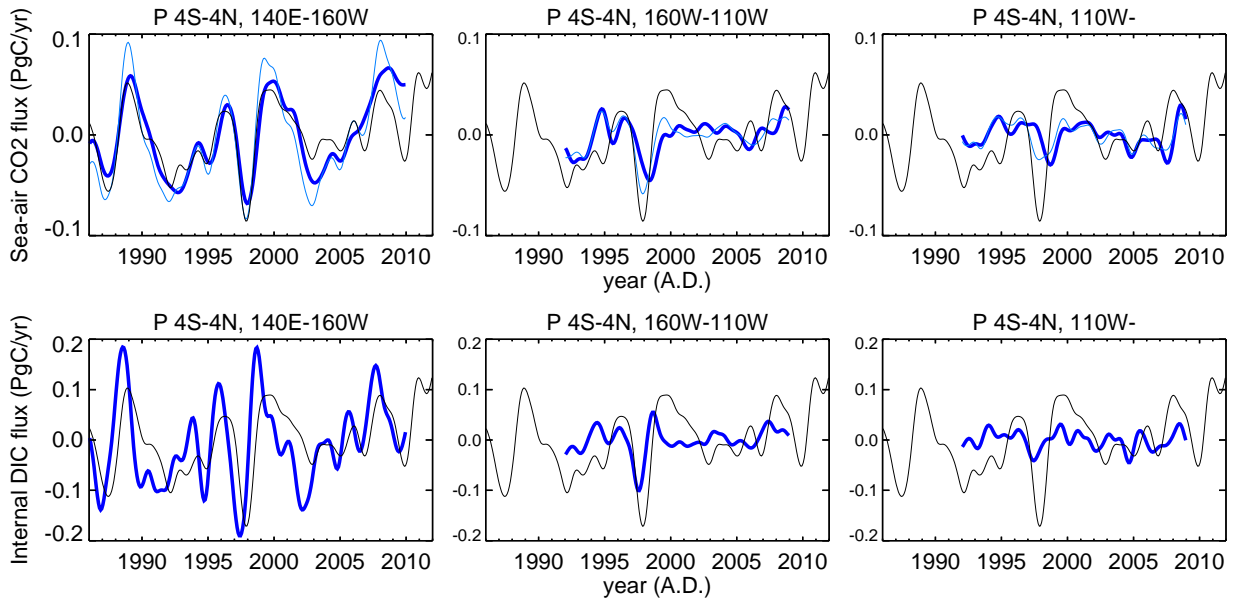 P 4S-4N, 140E-160W
P 4S-4N, 160W-110W
P 4S-4N, 110W-
Sea-air CO2 flux (PgC/yr)
0.1
0.0
-0.1
0.1
0.0
-0.1
0.1
0.0
-0.1
1990 1995 2000 2005 2010
1990 1995 2000 2005 2010
1990 1995 2000 2005 2010
year (A.D.)
P 4S-4N, 140E-160W
P 4S-4N, 160W-110W
P 4S-4N, 110W-
Internal DIC flux (PgC/yr)
0.2
0.1
0.0
-0.1
-0.2
0.2
0.1
0.0
-0.1
-0.2
0.2
0.1
0.0
-0.1
-0.2
1990 1995 2000 2005 2010
1990 1995 2000 2005 2010
1990 1995 2000 2005 2010
year (A.D.)